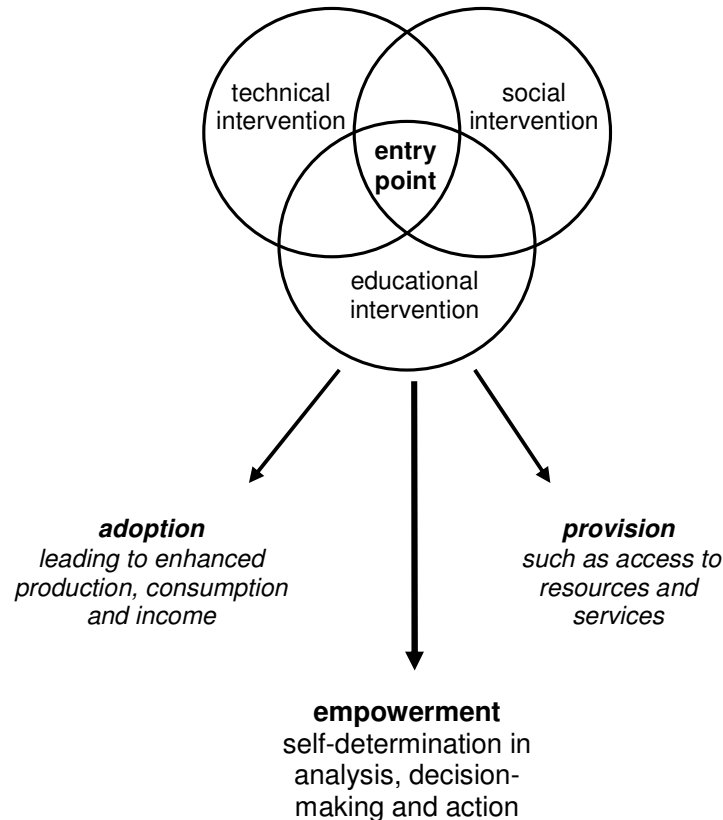 technical
intervention
social
intervention
entry
point
educational
intervention
adoption
leading to enhanced
production, consumption
and income
provision
such as access to
resources and
services
empowerment
self-determination in
analysis, decision-
making and action